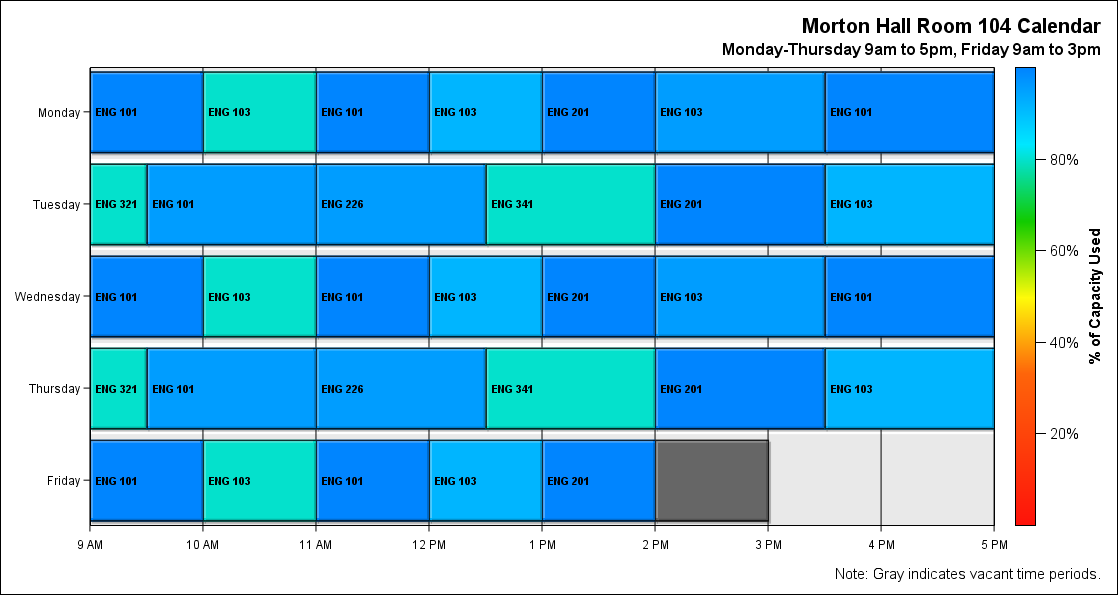 Morton Hall Room 104 Calendar
Monday-Thursday 9am to 5pm, Friday 9am to 3pm
Monday
ENG 101
ENG 103
ENG 101
ENG 103
ENG 201
ENG 103
ENG 101
Tuesday
ENG 321
ENG 101
ENG 226
ENG 341
ENG 201
ENG 103
Wednesday
ENG 101
ENG 103
ENG 101
ENG 103
ENG 201
ENG 103
ENG 101
Thursday
ENG 321
ENG 101
ENG 226
ENG 341
ENG 201
ENG 103
Friday
ENG 101
ENG 103
ENG 101
ENG 103
ENG 201
9 AM
10 AM
11 AM
12 PM
1 PM
2 PM
3 PM
4 PM
5 PM
80%
60%
40%
20%
% of Capacity Used
Note: Gray indicates vacant time periods.